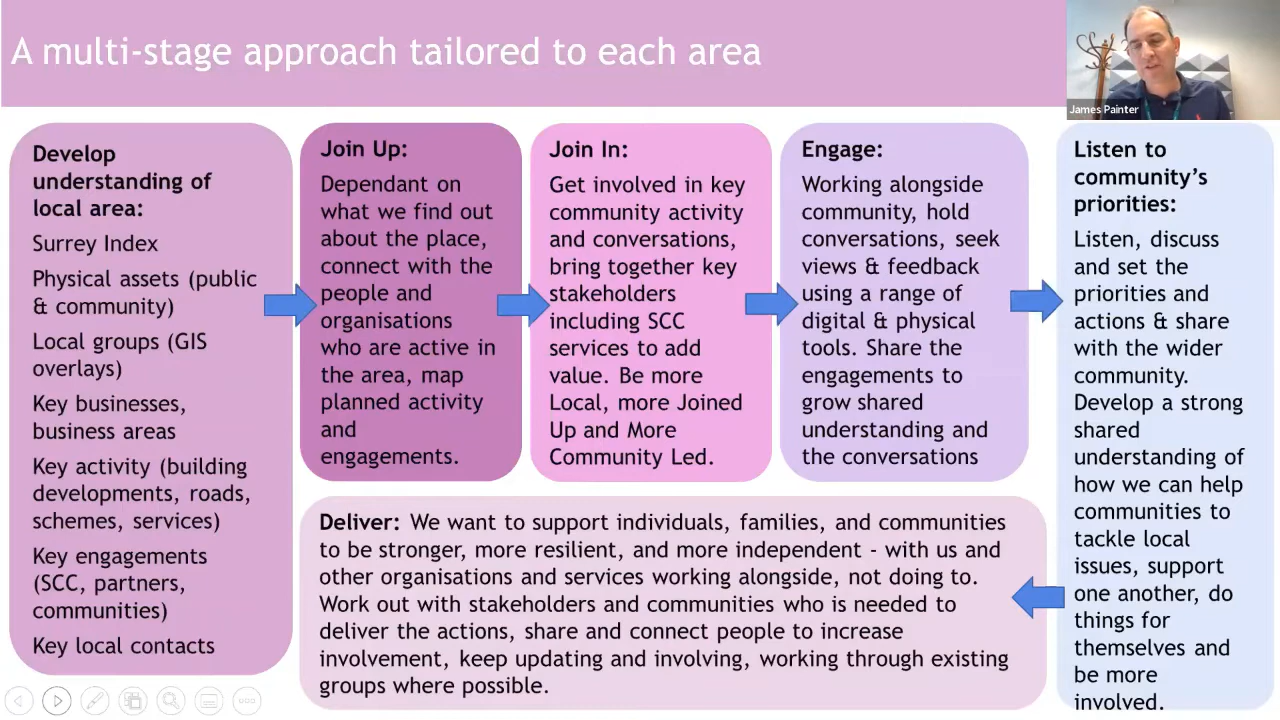 A multi-stage approach tailored to each area
James Painter
Develop
understanding of
local area:
Surrey Index
Physical assets (public
& community)
Local groups (GIS
overlays)
Key businesses,
business areas
Key activity (building
developments, roads,
schemes, services)
Key engagements
(SCC, partners,
communities)
Key local contacts
Join Up:
Dependant on
what we find out
about the place,
connect with the
people and
organisations
who are active in
the area, map
planned activity
and
engagements.
Join In:
Get involved in key
community activity
and conversations,
bring together key
stakeholders
including SCC
services to add
value. Be more
Local, more Joined
Up and More
Community Led.
Engage:
Working alongside
community, hold
conversations, seek
views & feedback
using a range of
digital & physical
tools. Share the
engagements to
grow shared
understanding and
the conversations
Listen to
community’s
priorities:
Listen, discuss
and set the
priorities and
actions & share
with the wider
community.
Develop a strong
shared
understanding of
how we can help
communities to
tackle local
issues, support
one another, do
things for
themselves and
be more
involved.
Deliver: We want to support individuals, families, and communities
to be stronger, more resilient, and more independent - with us and
other organisations and services working alongside, not doing to.
Work out with stakeholders and communities who is needed to
deliver the actions, share and connect people to increase
involvement, keep updating and involving, working through existing
groups where possible.